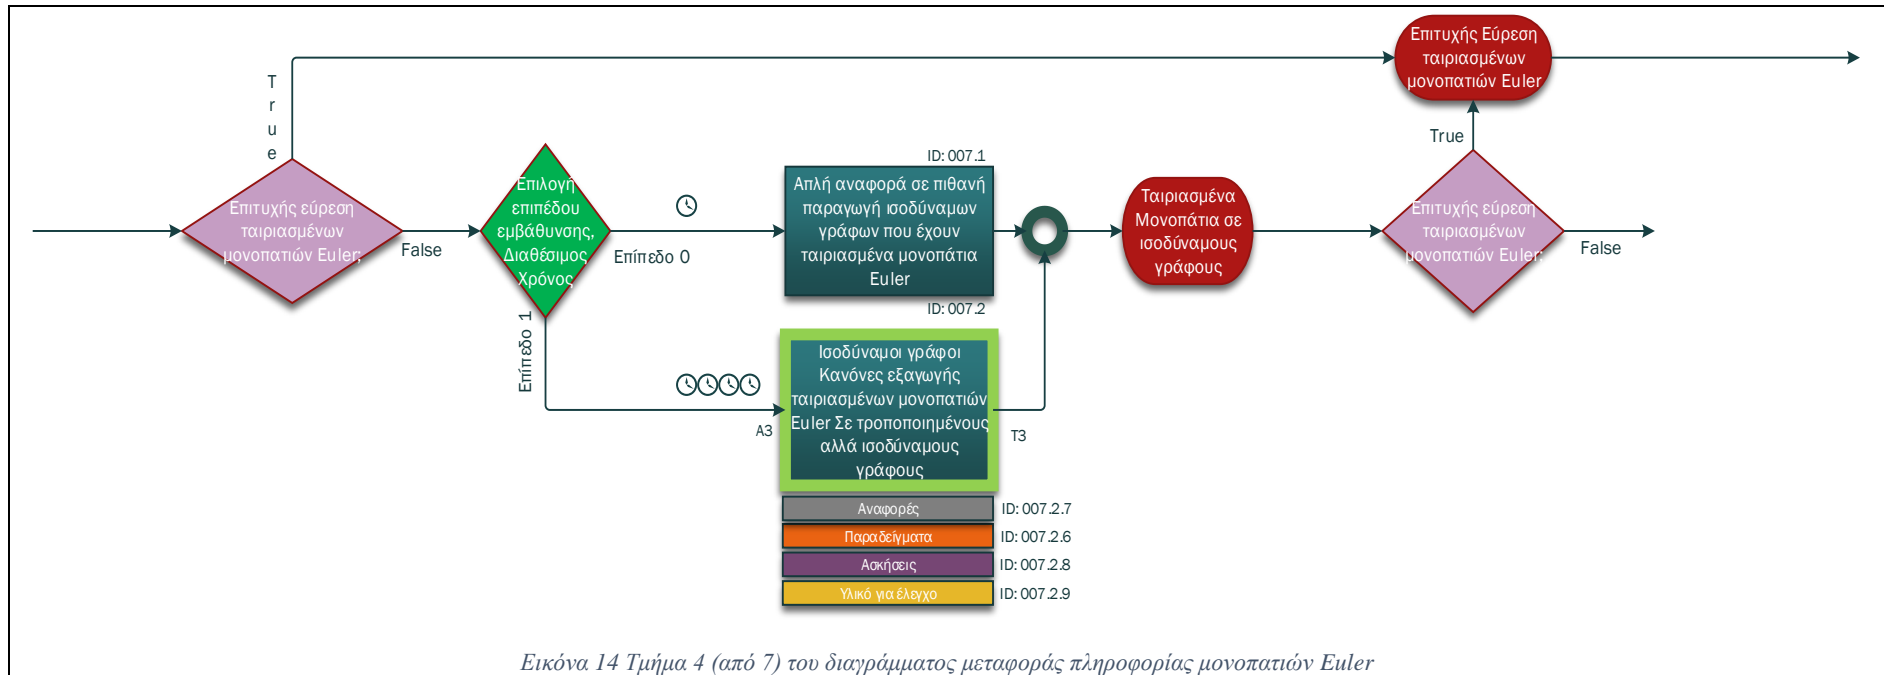 Επιτυχής Εύρεση
ταιριασμένων
μονοπατιών Euler
T
r
u
e
True
ID: 007.1
Επιτυχής εύρεση
ταιριασμένων
μονοπατιών Euler;
False
Επιλογή
επιπέδου
εμβάθυνσης,
Διαθέσιμος
Χρόνος
Επίπεδο 0
Απλή αναφορά σε πιθανή
παραγωγή ισοδύναμων
γράφων που έχουν
ταιριασμένα μονοπάτια
Euler
Ταιριασμένα
Μονοπάτια σε
ισοδύναμους
γράφους
Επιτυχής εύρεση
ταιριασμένων
μονοπατιών Euler;
False
ID: 007.2
Επίπεδο 1
Ισοδύναμοι γράφοι
Κανόνες εξαγωγής
ταιριασμένων μονοπατιών
Euler Σε τροποποιημένους
αλλά ισοδύναμους
γράφους
A3
T3
Αναφορές
ID: 007.2.7
Παραδείγματα
ID: 007.2.6
Ασκήσεις
ID: 007.2.8
Υλικό για έλεγχο
ID: 007.2.9
Εικόνα 14 Τμήμα 4 (από 7) του διαγράμματος μεταφοράς πληροφορίας μονοπατιών Euler